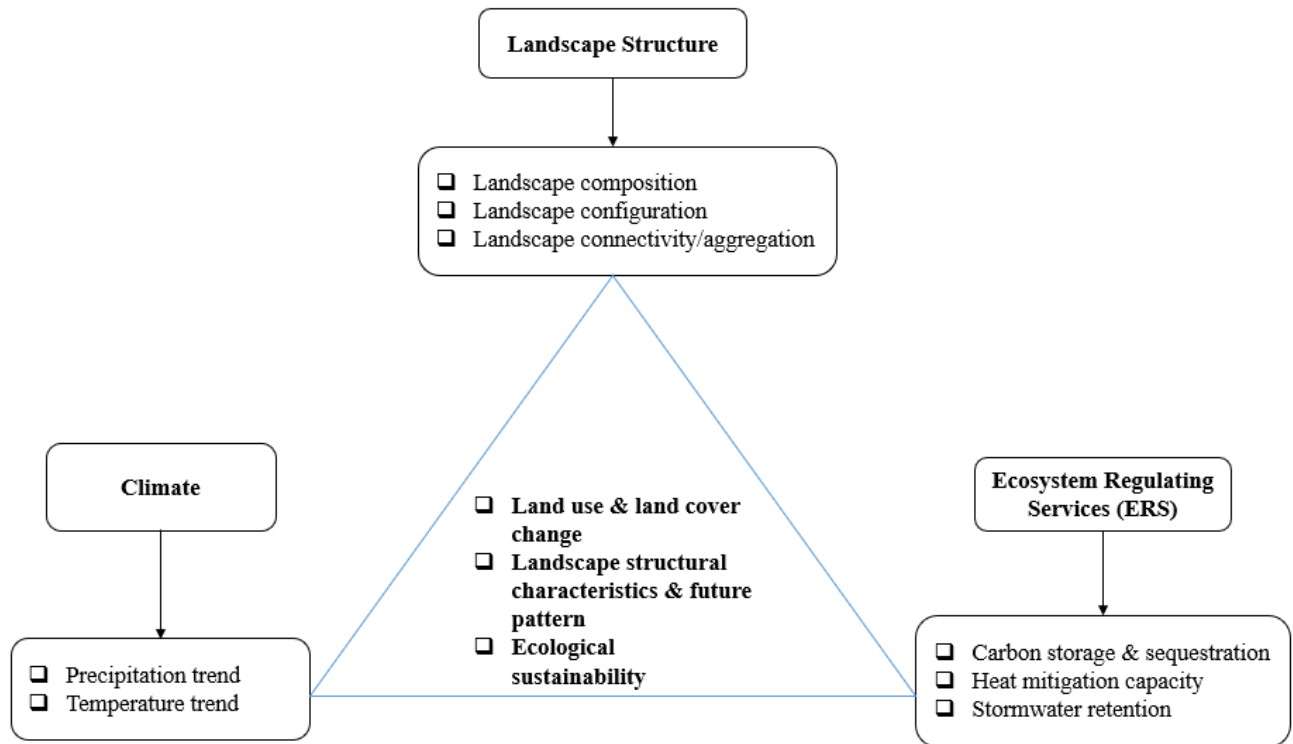 Landscape Structure
❑ Landscape composition
❑ Landscape configuration
❑ Landscape connectivity/aggregation
Climate
❑ Precipitation trend
❑ Temperature trend
❑ Land use & land cover
change
❑ Landscape structural
characteristics & future
pattern
❑ Ecological
sustainability
Ecosystem Regulating
Services (ERS)
❑ Carbon storage & sequestration
❑ Heat mitigation capacity
❑ Stormwater retention